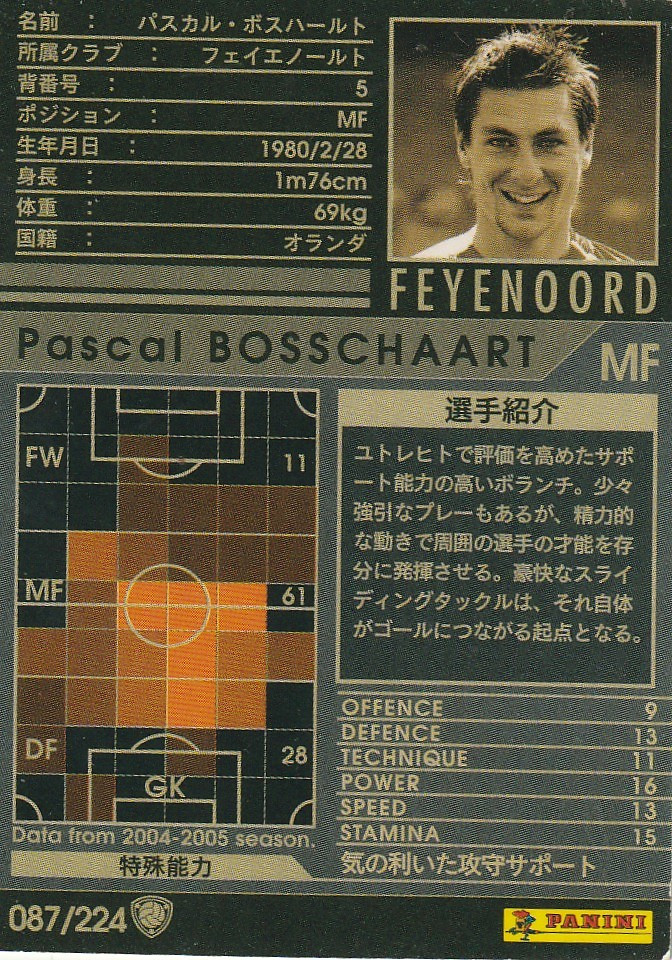 名前 : パスカル・ボスハールト
所属クラブ : フェイエノールト
背番号 : 5
ポジション : MF
生年月日 : 1980/2/28
身長 : 1m76cm
体重 : 69kg
国籍 : オランダ
FEYENOORD
Pascal BOSSCHAART
MF
FW 11
MF 61
DF 28
GK
Data from 2004-2005 season.
選手紹介
ユトレヒトで評価を高めたサポ
ート能力の高いボランチ。少々
強引なプレーもあるが、精力的
な動きで周囲の選手の才能を存
分に発揮させる。豪快なスライ
ディングタックルは、それ自体
がゴールにつながる起点となる。
OFFENCE 9
DEFENCE 13
TECHNIQUE 11
POWER 16
SPEED 13
STAMINA 15
特殊能力
気の利いた攻守サポート
087/224
PANINI